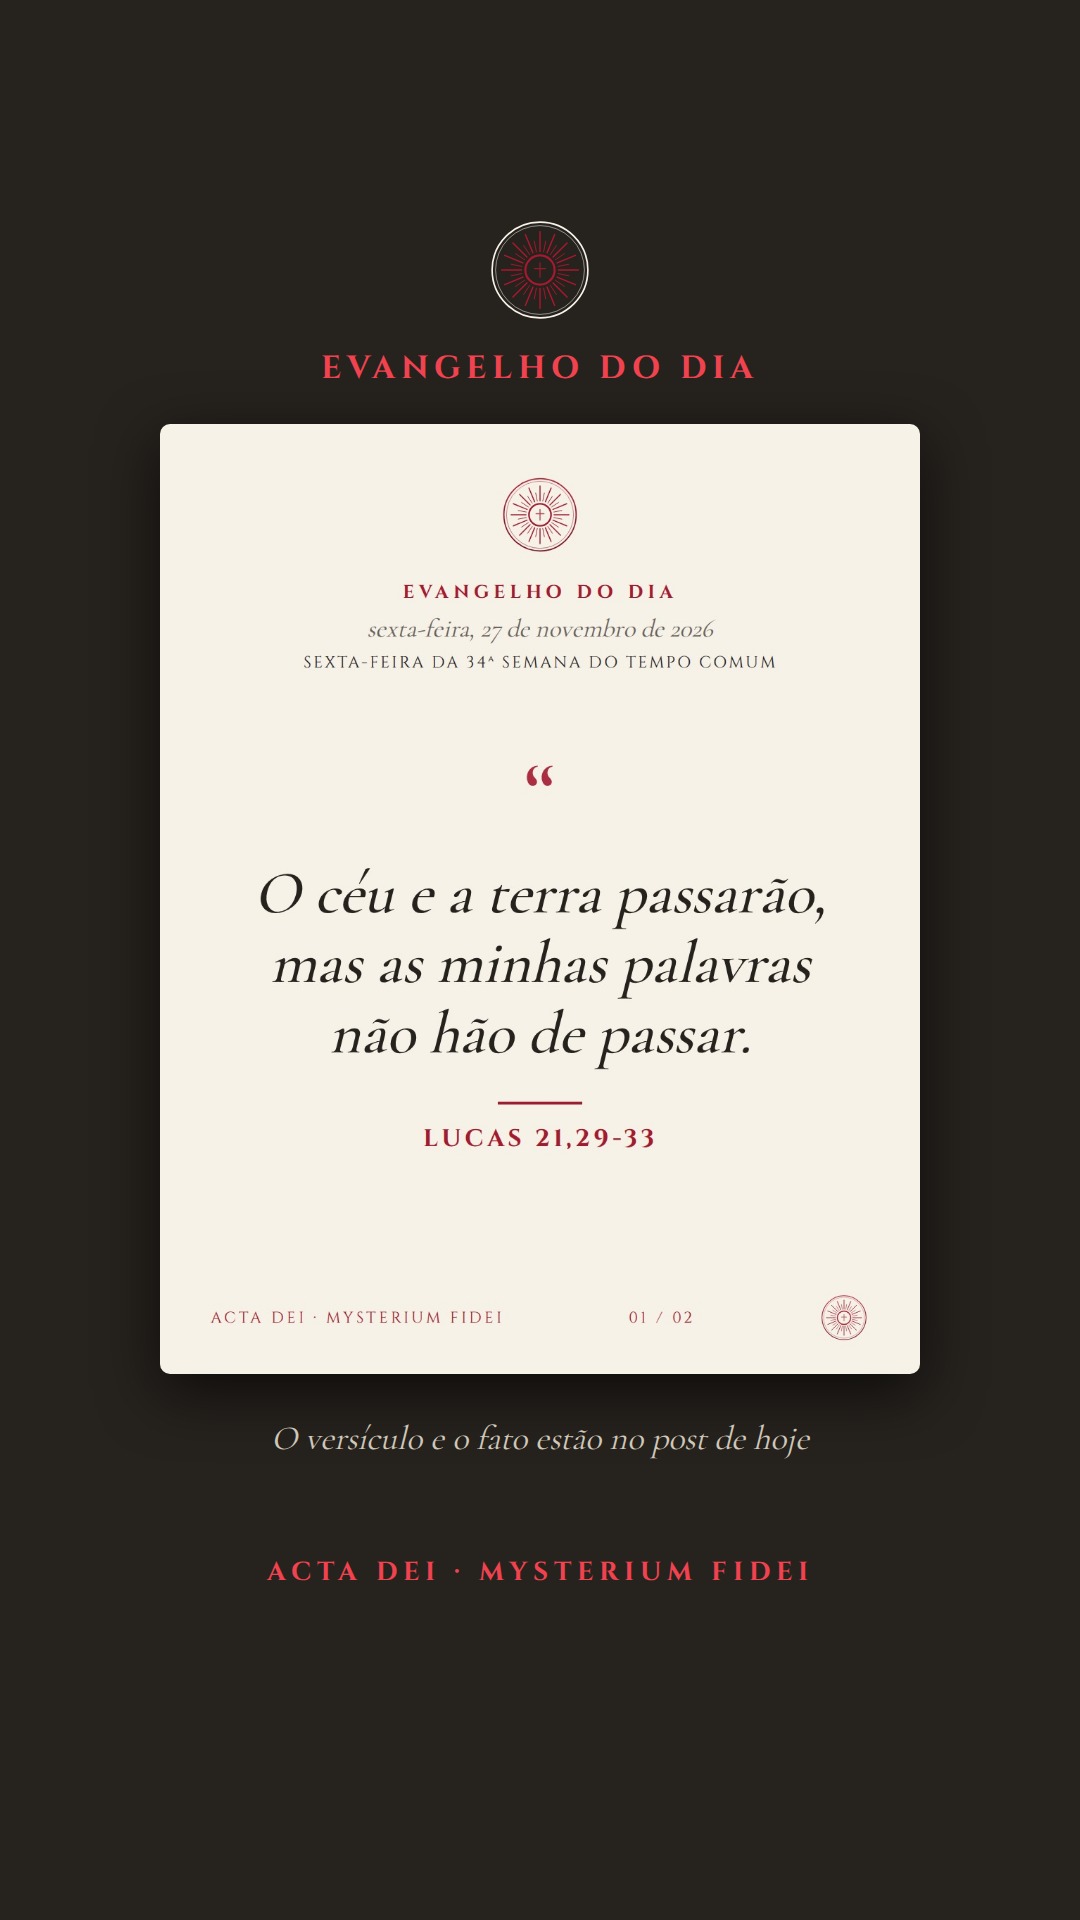 EVANGELHO DO DIA
EVANGELHO DO DIA
sexta-feira, 27 de novembro de 2026
SEXTA-FEIRA DA 34ª SEMANA DO TEMPO COMUM
“
O céu e a terra passarão,
mas as minhas palavras
não hão de passar.
LUCAS 21,29-33
ACTA DEI · MYSTERIUM FIDEI 01 / 02
O versículo e o fato estão no post de hoje
ACTA DEI · MYSTERIUM FIDEI